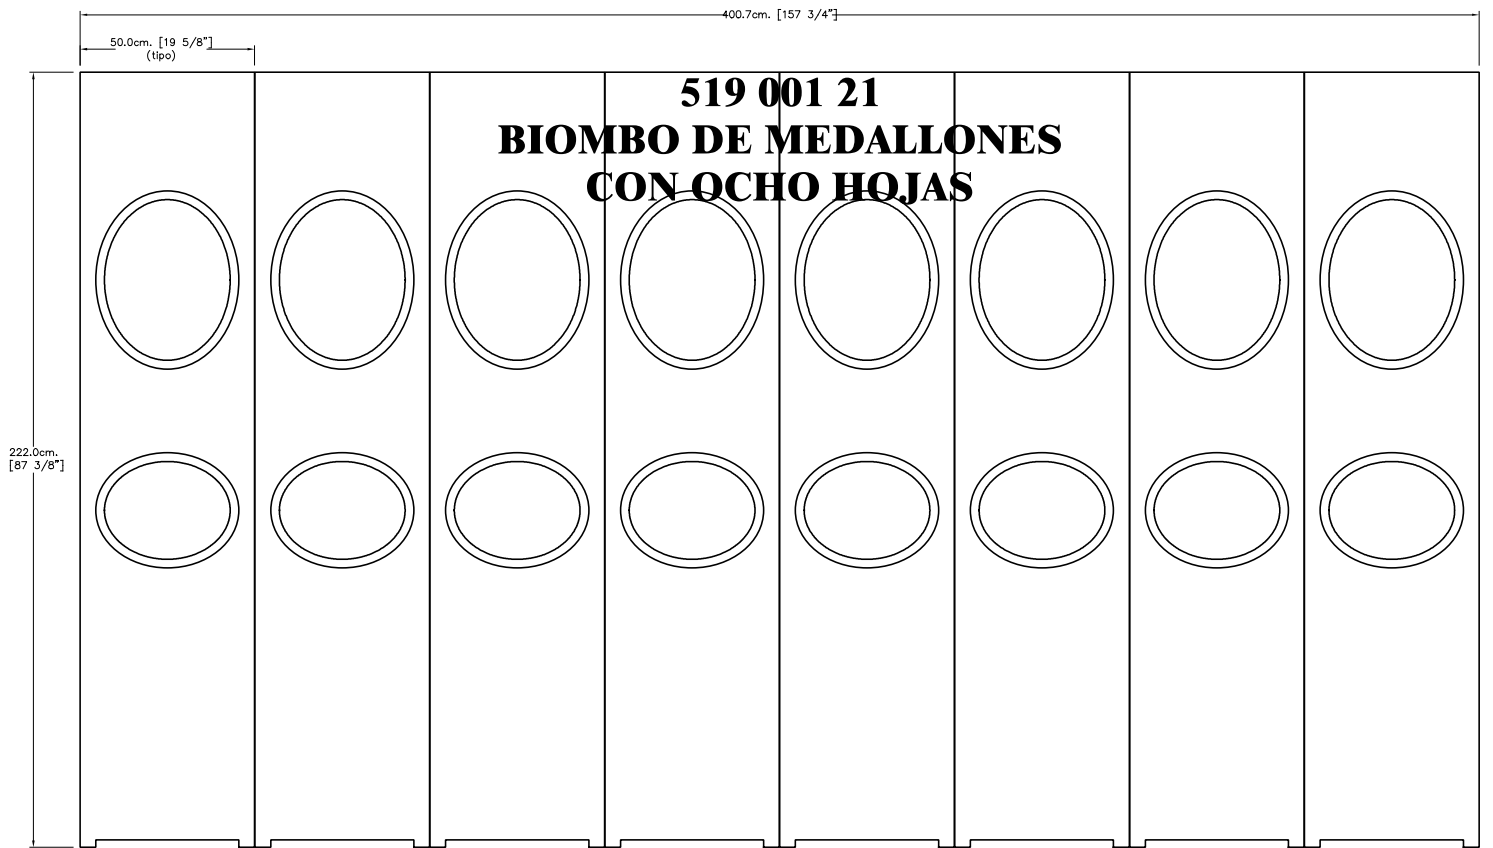 400.7cm. [157 3/4"]
50.0cm. [19 5/8"]
(tipo)
519 001 21
BIOMBO DE MEDALLONES
CON OCHO HOJAS
222.0cm.
[87 3/8"]